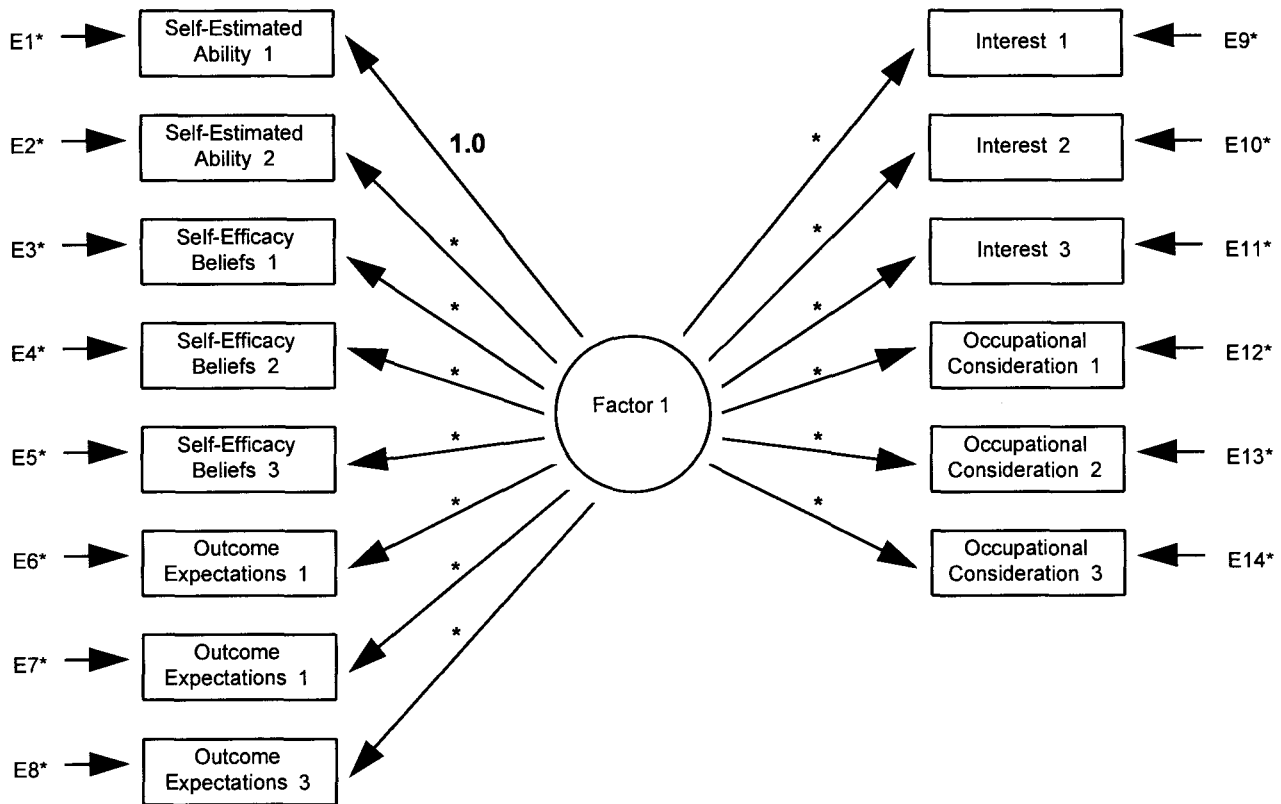 E1*
Self-Estimated
Ability 1
E2*
Self-Estimated
Ability 2
E3*
Self-Efficacy
Beliefs 1
E4*
Self-Efficacy
Beliefs 2
E5*
Self-Efficacy
Beliefs 3
E6*
Outcome
Expectations 1
E7*
Outcome
Expectations 1
E8*
Outcome
Expectations 3
1.0
*
*
*
*
*
*
*
Factor 1
*
*
*
*
*
*
Interest 1
E9*
Interest 2
E10*
Interest 3
E11*
Occupational
Consideration 1
E12*
Occupational
Consideration 2
E13*
Occupational
Consideration 3
E14*